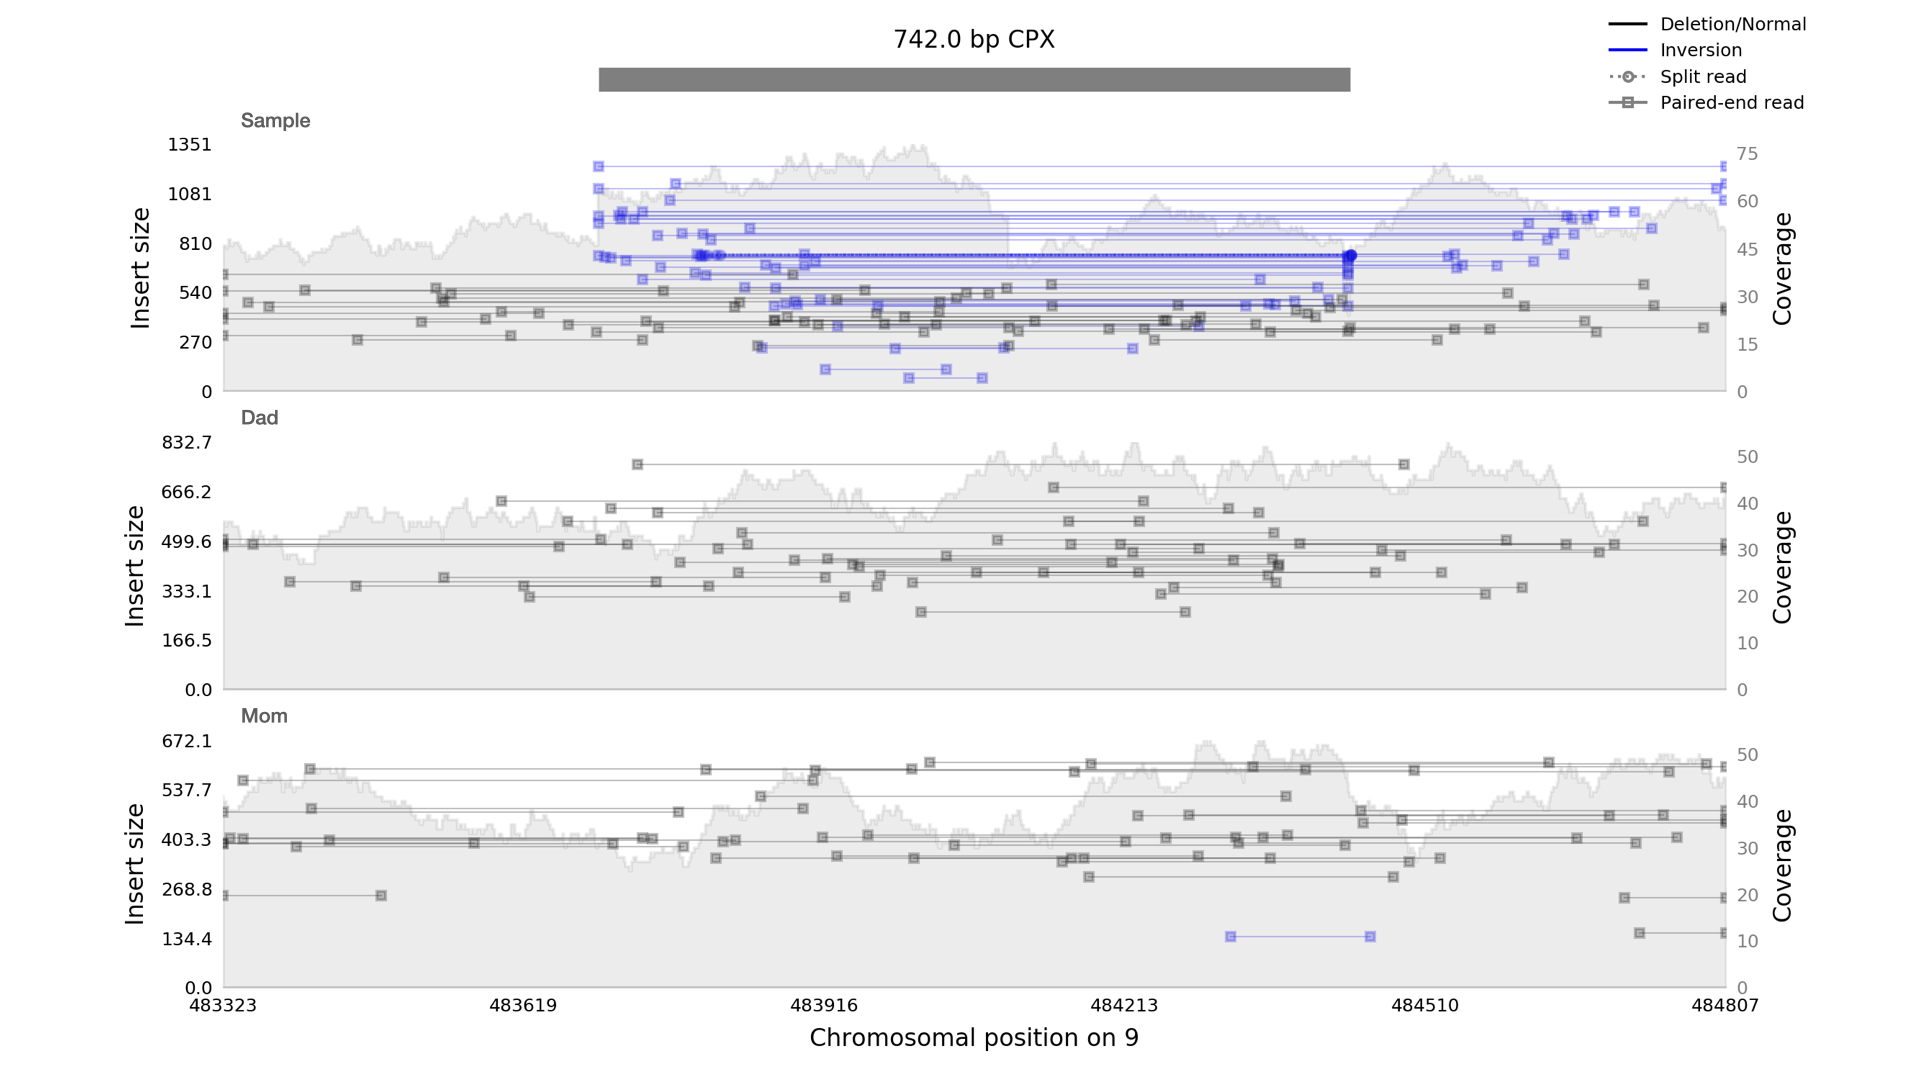 742.0 bp CPX
Deletion/Normal
Inversion
Split read
Paired-end read
Sample
Insert size
1351
1081
810
540
270
0
Coverage
75
60
45
30
15
0
Dad
Insert size
832.7
666.2
499.6
333.1
166.5
0.0
Coverage
50
40
30
20
10
0
Mom
Insert size
672.1
537.7
403.3
268.8
134.4
0.0
Coverage
50
40
30
20
10
0
483323 483619 483916 484213 484510 484807
Chromosomal position on 9